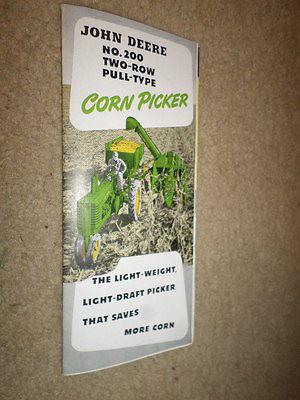 JOHN DEERE
NO. 200
TWO-ROW
PULL-TYPE
CORN PICKER
THE LIGHT-WEIGHT,
LIGHT-DRAFT PICKER
THAT SAVES
MORE CORN